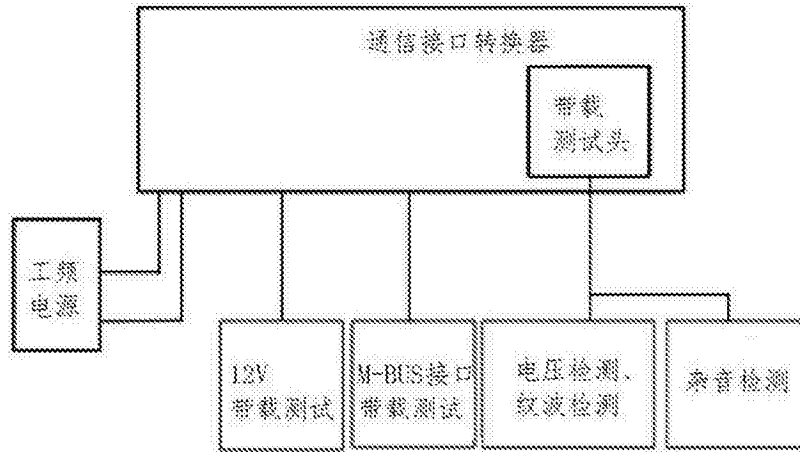 通信接口转换器
带载
测试头
工频
电源
12V
带载测试
M-BUS接口
带载测试
电压检测、
纹波检测
杂音检测